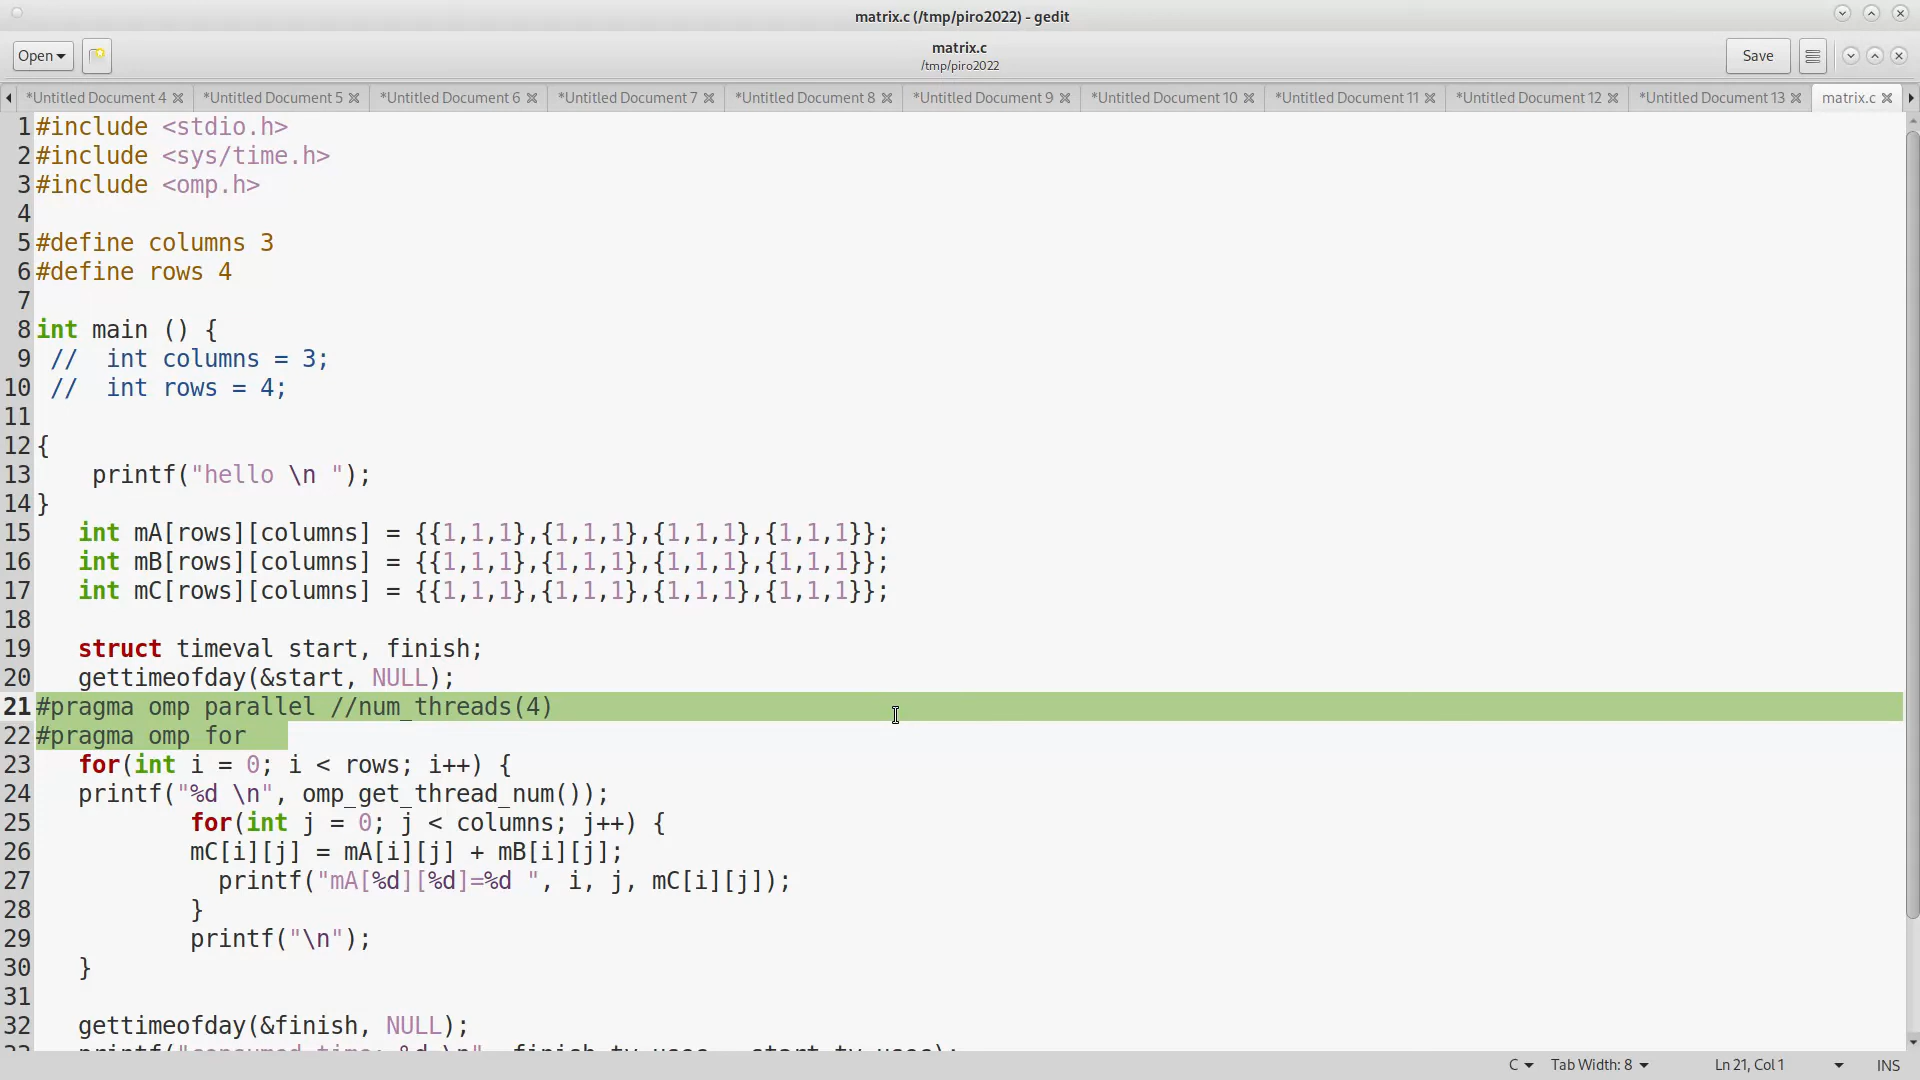 matrix.c (/tmp/piro2022) - gedit
Open
matrix.c
/tmp/piro2022
Save
*Untitled Document 4 *Untitled Document 5 *Untitled Document 6 *Untitled Document 7 *Untitled Document 8 *Untitled Document 9 *Untitled Document 10 *Untitled Document 11 *Untitled Document 12 *Untitled Document 13 matrix.c
1 #include <stdio.h>
2 #include <sys/time.h>
3 #include <omp.h>
4
5 #define columns 3
6 #define rows 4
7
8 int main () {
9 //  int columns = 3;
10 //  int rows = 4;
11
12 {
13     printf("hello \n ");
14 }
15    int mA[rows][columns] = {{1,1,1},{1,1,1},{1,1,1},{1,1,1}};
16    int mB[rows][columns] = {{1,1,1},{1,1,1},{1,1,1},{1,1,1}};
17    int mC[rows][columns] = {{1,1,1},{1,1,1},{1,1,1},{1,1,1}};
18
19    struct timeval start, finish;
20    gettimeofday(&start, NULL);
21 #pragma omp parallel //num_threads(4)
22 #pragma omp for
23    for(int i = 0; i < rows; i++) {
24    printf("%d \n", omp_get_thread_num());
25            for(int j = 0; j < columns; j++) {
26            mC[i][j] = mA[i][j] + mB[i][j];
27              printf("mA[%d][%d]=%d ", i, j, mC[i][j]);
28            }
29            printf("\n");
30    }
31
32    gettimeofday(&finish, NULL);
33    printf("consumed time: %d \n", finish.tv_usec - start.tv_usec);
C Tab Width: 8 Ln 21, Col 1 INS